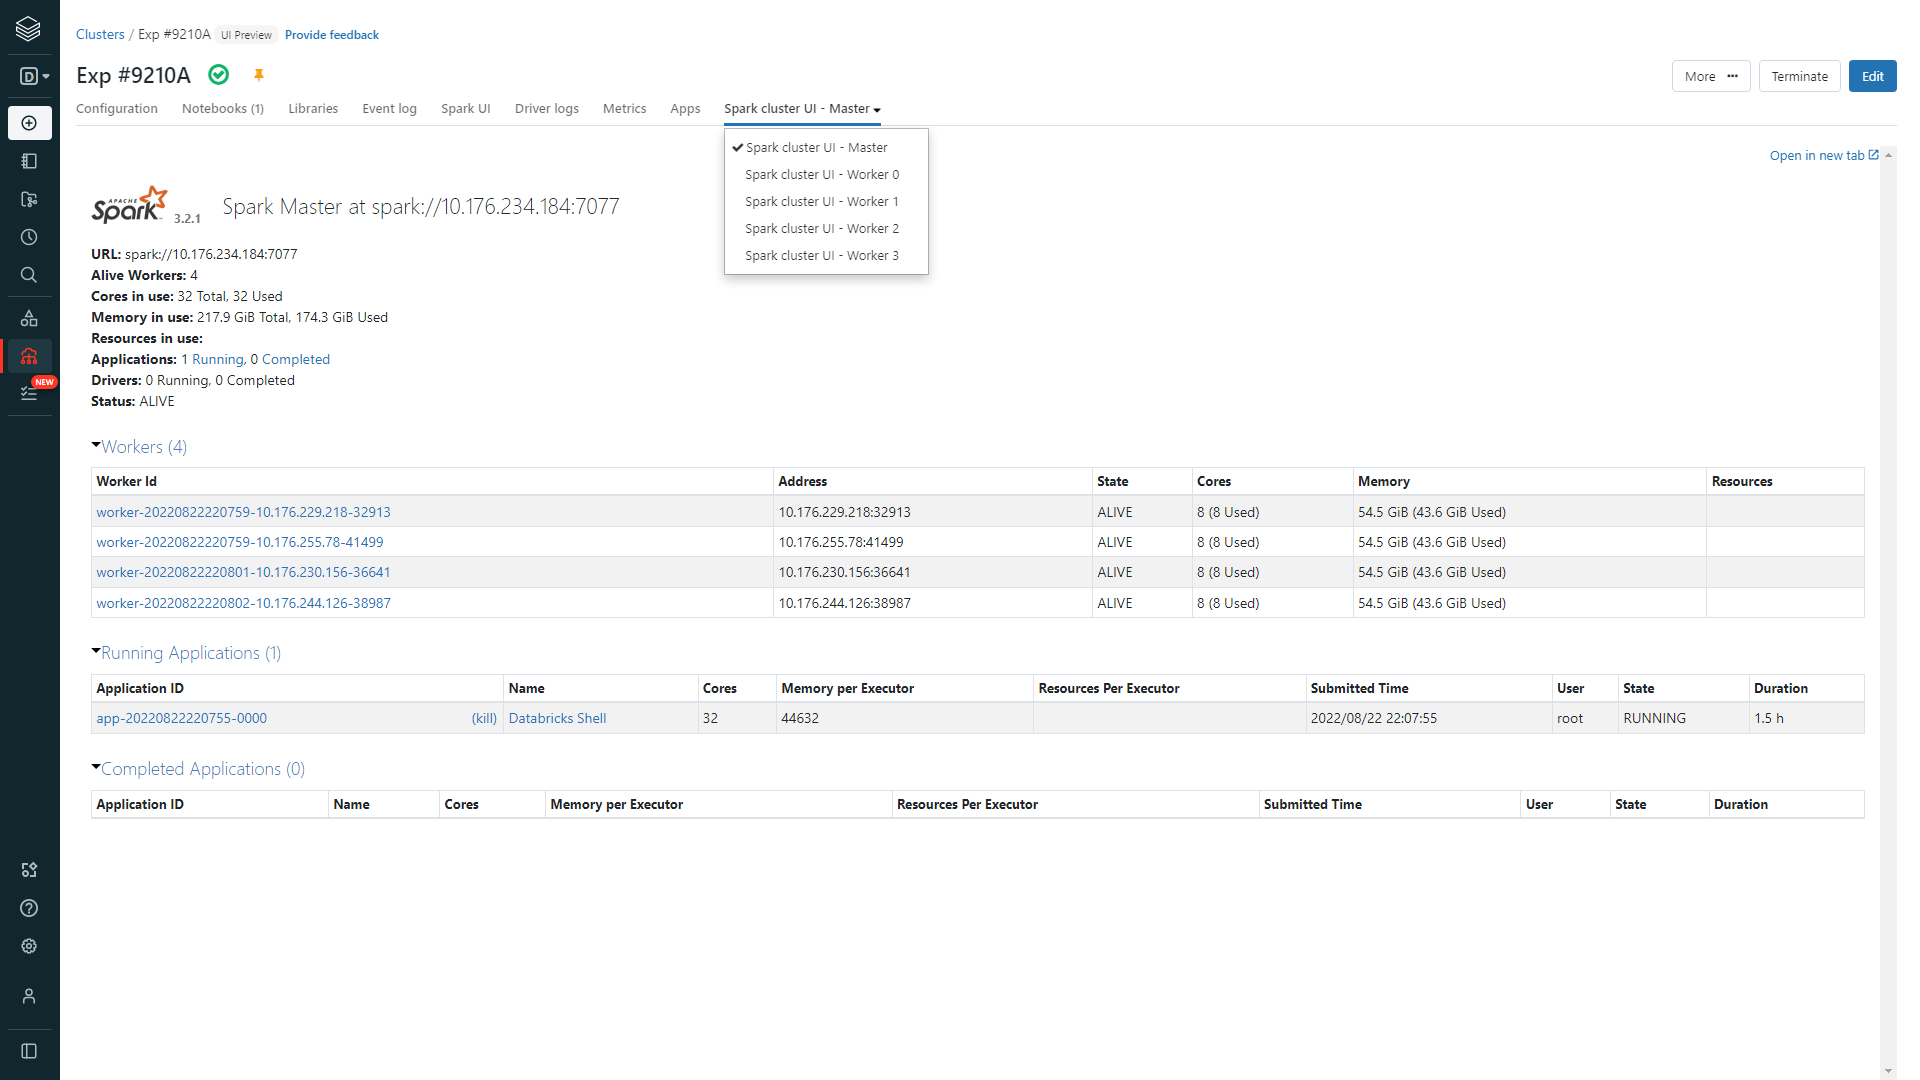 Clusters / Exp #9210A UI Preview Provide feedback
Exp #9210A
More ··· Terminate Edit
Configuration Notebooks (1) Libraries Event log Spark UI Driver logs Metrics Apps Spark cluster UI - Master
Spark cluster UI - Master
Spark cluster UI - Worker 0
Spark cluster UI - Worker 1
Spark cluster UI - Worker 2
Spark cluster UI - Worker 3
Open in new tab
D
NEW
APACHE Spark 3.2.1 Spark Master at spark://10.176.234.184:7077
URL: spark://10.176.234.184:7077
Alive Workers: 4
Cores in use: 32 Total, 32 Used
Memory in use: 217.9 GiB Total, 174.3 GiB Used
Resources in use:
Applications: 1 Running, 0 Completed
Drivers: 0 Running, 0 Completed
Status: ALIVE
Workers (4)
Worker Id Address State Cores Memory Resources
worker-20220822220759-10.176.229.218-32913 10.176.229.218:32913 ALIVE 8 (8 Used) 54.5 GiB (43.6 GiB Used)
worker-20220822220759-10.176.255.78-41499 10.176.255.78:41499 ALIVE 8 (8 Used) 54.5 GiB (43.6 GiB Used)
worker-20220822220801-10.176.230.156-36641 10.176.230.156:36641 ALIVE 8 (8 Used) 54.5 GiB (43.6 GiB Used)
worker-20220822220802-10.176.244.126-38987 10.176.244.126:38987 ALIVE 8 (8 Used) 54.5 GiB (43.6 GiB Used)
Running Applications (1)
Application ID Name Cores Memory per Executor Resources Per Executor Submitted Time User State Duration
app-20220822220755-0000 (kill) Databricks Shell 32 44632 2022/08/22 22:07:55 root RUNNING 1.5 h
Completed Applications (0)
Application ID Name Cores Memory per Executor Resources Per Executor Submitted Time User State Duration